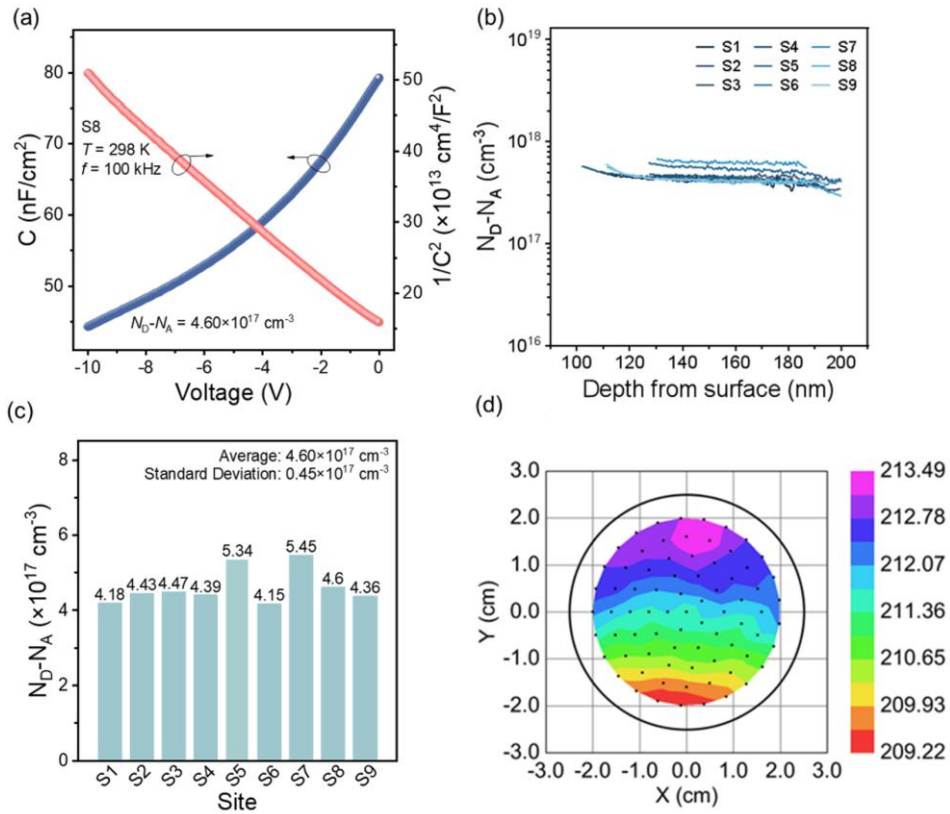 (a)
80
70
60
50
C (nF/cm²)
S8
T = 298 K
f = 100 kHz
N_D-N_A = 4.60×10¹⁷ cm⁻³
50
40
30
20
1/C² (×10¹³ cm⁴/F²)
-10 -8 -6 -4 -2 0
Voltage (V)
(b)
10¹⁹
10¹⁸
10¹⁷
10¹⁶
N_D-N_A (cm⁻³)
S1 S4 S7
S2 S5 S8
S3 S6 S9
80 100 120 140 160 180 200
Depth from surface (nm)
(c)
8
6
4
2
0
N_D-N_A (×10¹⁷ cm⁻³)
Average: 4.60×10¹⁷ cm⁻³
Standard Deviation: 0.45×10¹⁷ cm⁻³
4.18 4.43 4.47 4.39 5.34 4.15 5.45 4.6 4.36
S1 S2 S3 S4 S5 S6 S7 S8 S9
Site
(d)
3.0
2.0
1.0
0.0
-1.0
-2.0
-3.0
Y (cm)
-3.0 -2.0 -1.0 0.0 1.0 2.0 3.0
X (cm)
213.49
212.78
212.07
211.36
210.65
209.93
209.22